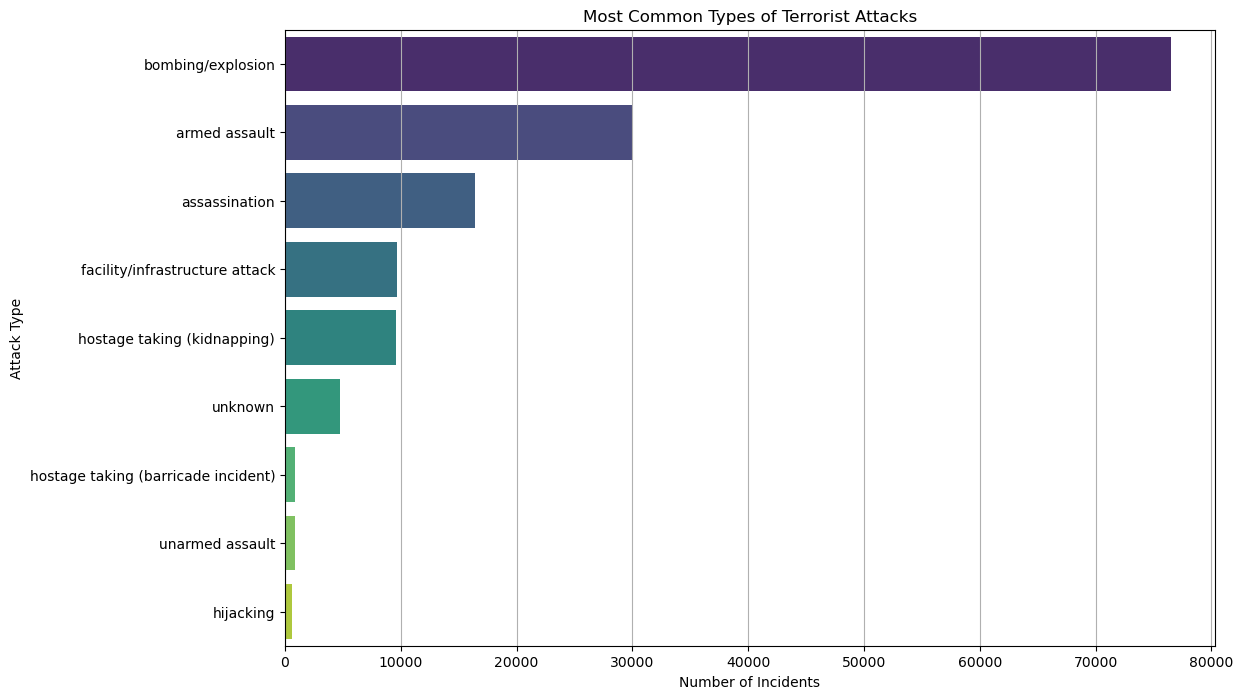 Most Common Types of Terrorist Attacks
Attack Type
bombing/explosion
armed assault
assassination
facility/infrastructure attack
hostage taking (kidnapping)
unknown
hostage taking (barricade incident)
unarmed assault
hijacking
0 10000 20000 30000 40000 50000 60000 70000 80000
Number of Incidents